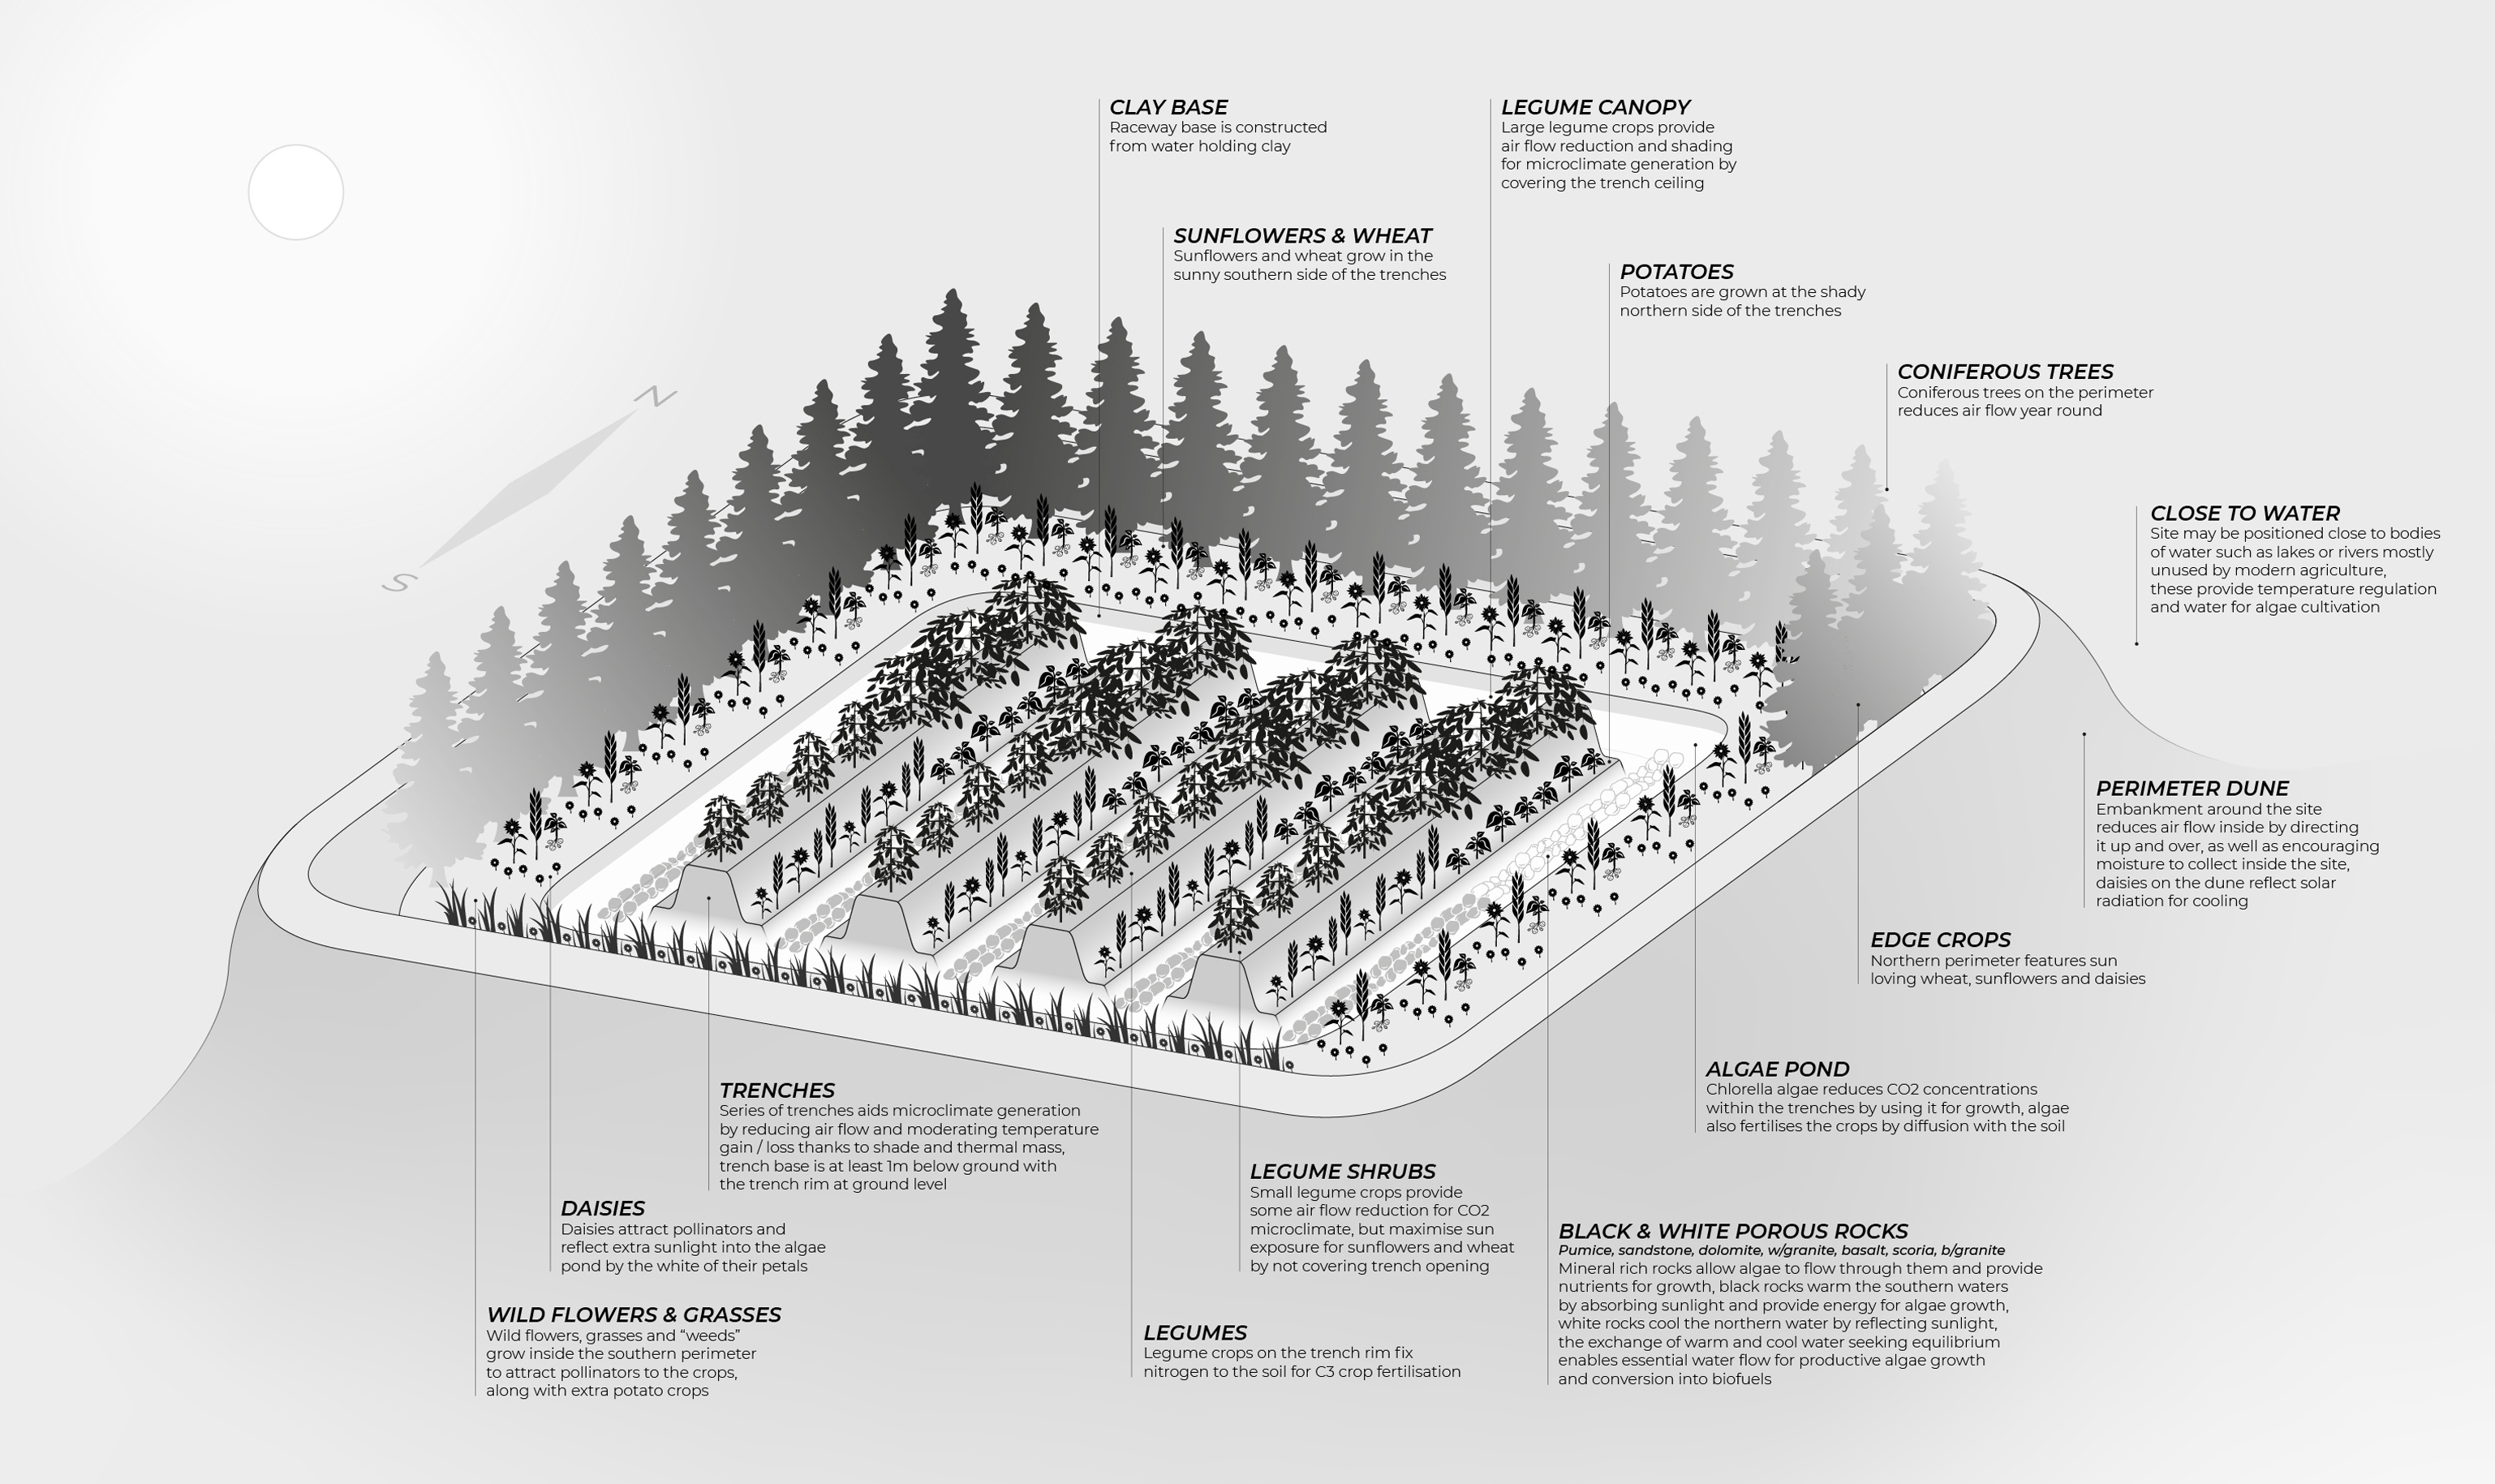 CLAY BASE
Raceway base is constructed
from water holding clay
LEGUME CANOPY
Large legume crops provide
air flow reduction and shading
for microclimate generation by
covering the trench ceiling
SUNFLOWERS & WHEAT
Sunflowers and wheat grow in the
sunny southern side of the trenches
POTATOES
Potatoes are grown at the shady
northern side of the trenches
CONIFEROUS TREES
Coniferous trees on the perimeter
reduces air flow year round
N
S
CLOSE TO WATER
Site may be positioned close to bodies
of water such as lakes or rivers mostly
unused by modern agriculture,
these provide temperature regulation
and water for algae cultivation
PERIMETER DUNE
Embankment around the site
reduces air flow inside by directing
it up and over, as well as encouraging
moisture to collect inside the site,
daisies on the dune reflect solar
radiation for cooling
EDGE CROPS
Northern perimeter features sun
loving wheat, sunflowers and daisies
ALGAE POND
Chlorella algae reduces CO2 concentrations
within the trenches by using it for growth, algae
also fertilises the crops by diffusion with the soil
TRENCHES
Series of trenches aids microclimate generation
by reducing air flow and moderating temperature
gain / loss thanks to shade and thermal mass,
trench base is at least 1m below ground with
the trench rim at ground level
LEGUME SHRUBS
Small legume crops provide
some air flow reduction for CO2
microclimate, but maximise sun
exposure for sunflowers and wheat
by not covering trench opening
DAISIES
Daisies attract pollinators and
reflect extra sunlight into the algae
pond by the white of their petals
BLACK & WHITE POROUS ROCKS
Pumice, sandstone, dolomite, w/granite, basalt, scoria, b/granite
Mineral rich rocks allow algae to flow through them and provide
nutrients for growth, black rocks warm the southern waters
by absorbing sunlight and provide energy for algae growth,
white rocks cool the northern water by reflecting sunlight,
the exchange of warm and cool water seeking equilibrium
enables essential water flow for productive algae growth
and conversion into biofuels
WILD FLOWERS & GRASSES
Wild flowers, grasses and “weeds”
grow inside the southern perimeter
to attract pollinators to the crops,
along with extra potato crops
LEGUMES
Legume crops on the trench rim fix
nitrogen to the soil for C3 crop fertilisation